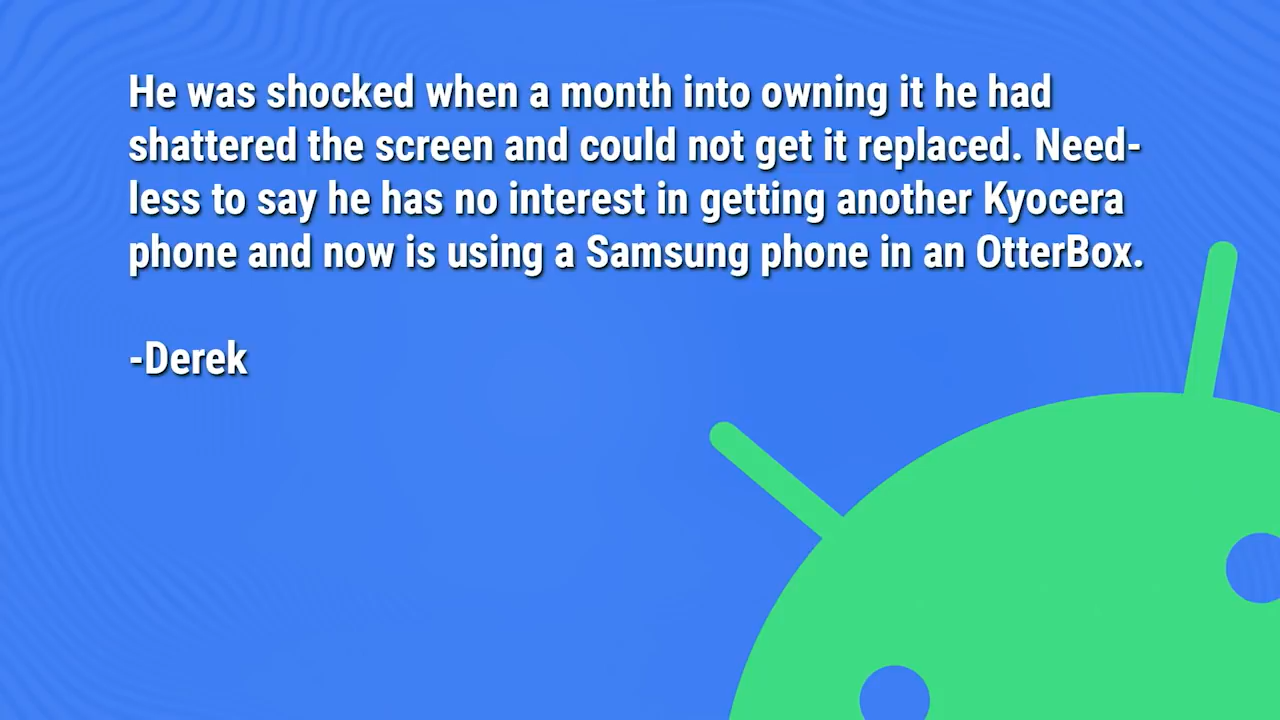 He was shocked when a month into owning it he had
shattered the screen and could not get it replaced. Need-
less to say he has no interest in getting another Kyocera
phone and now is using a Samsung phone in an OtterBox.
-Derek